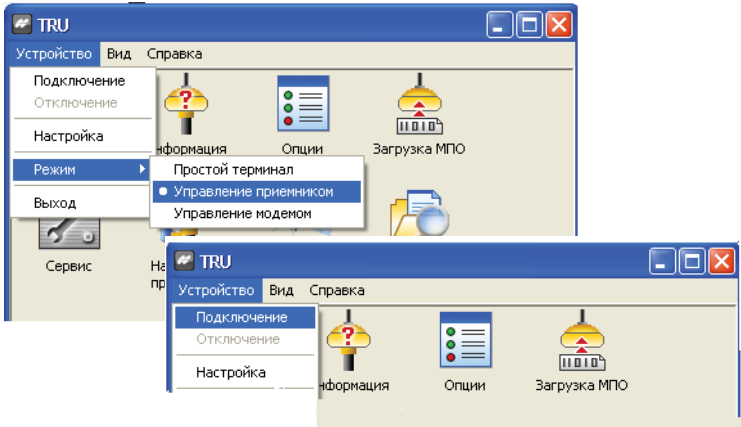 TRU
Устройство Вид Справка
Подключение
Отключение
Настройка
Режим
Выход
нформация Опции Загрузка МПО
Простой терминал
Управление приемником
Управление модемом
Сервис
TRU
Устройство Вид Справка
Подключение
Отключение
Настройка
нформация Опции Загрузка МПО